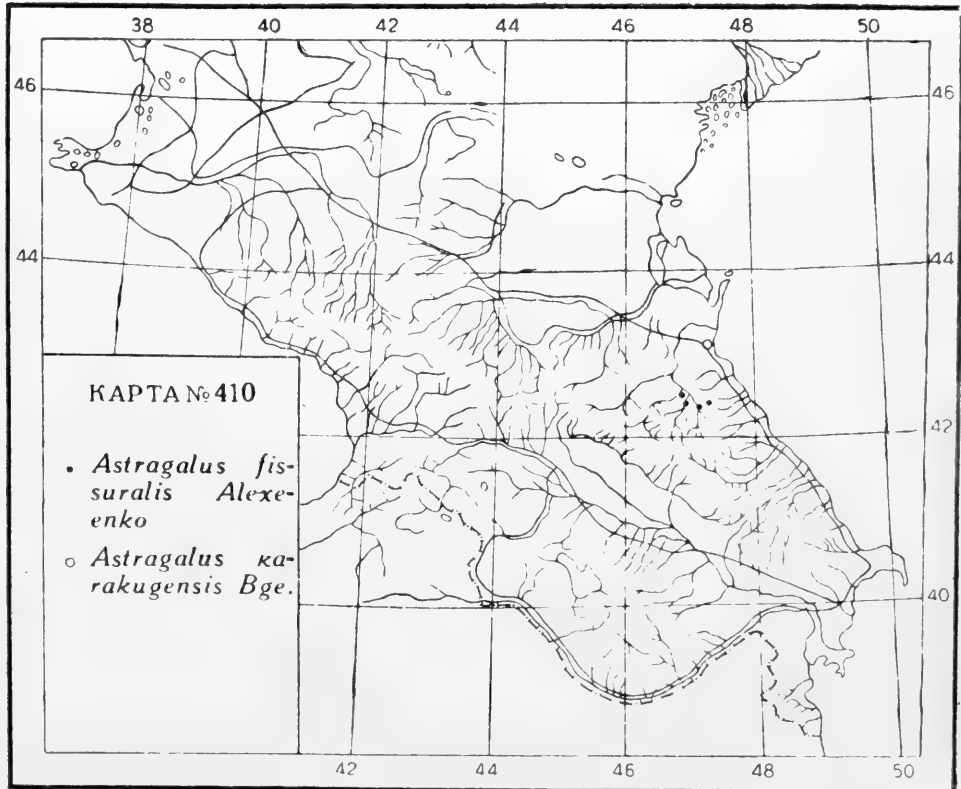 38 40 42 44 46 48 50
46 46
44 44
КАРТА № 410
• Astragalus fis-
suralis Alexe-
enko
○ Astragalus ка-
rakugensis Bge.
42
40
42 44 46 48 50